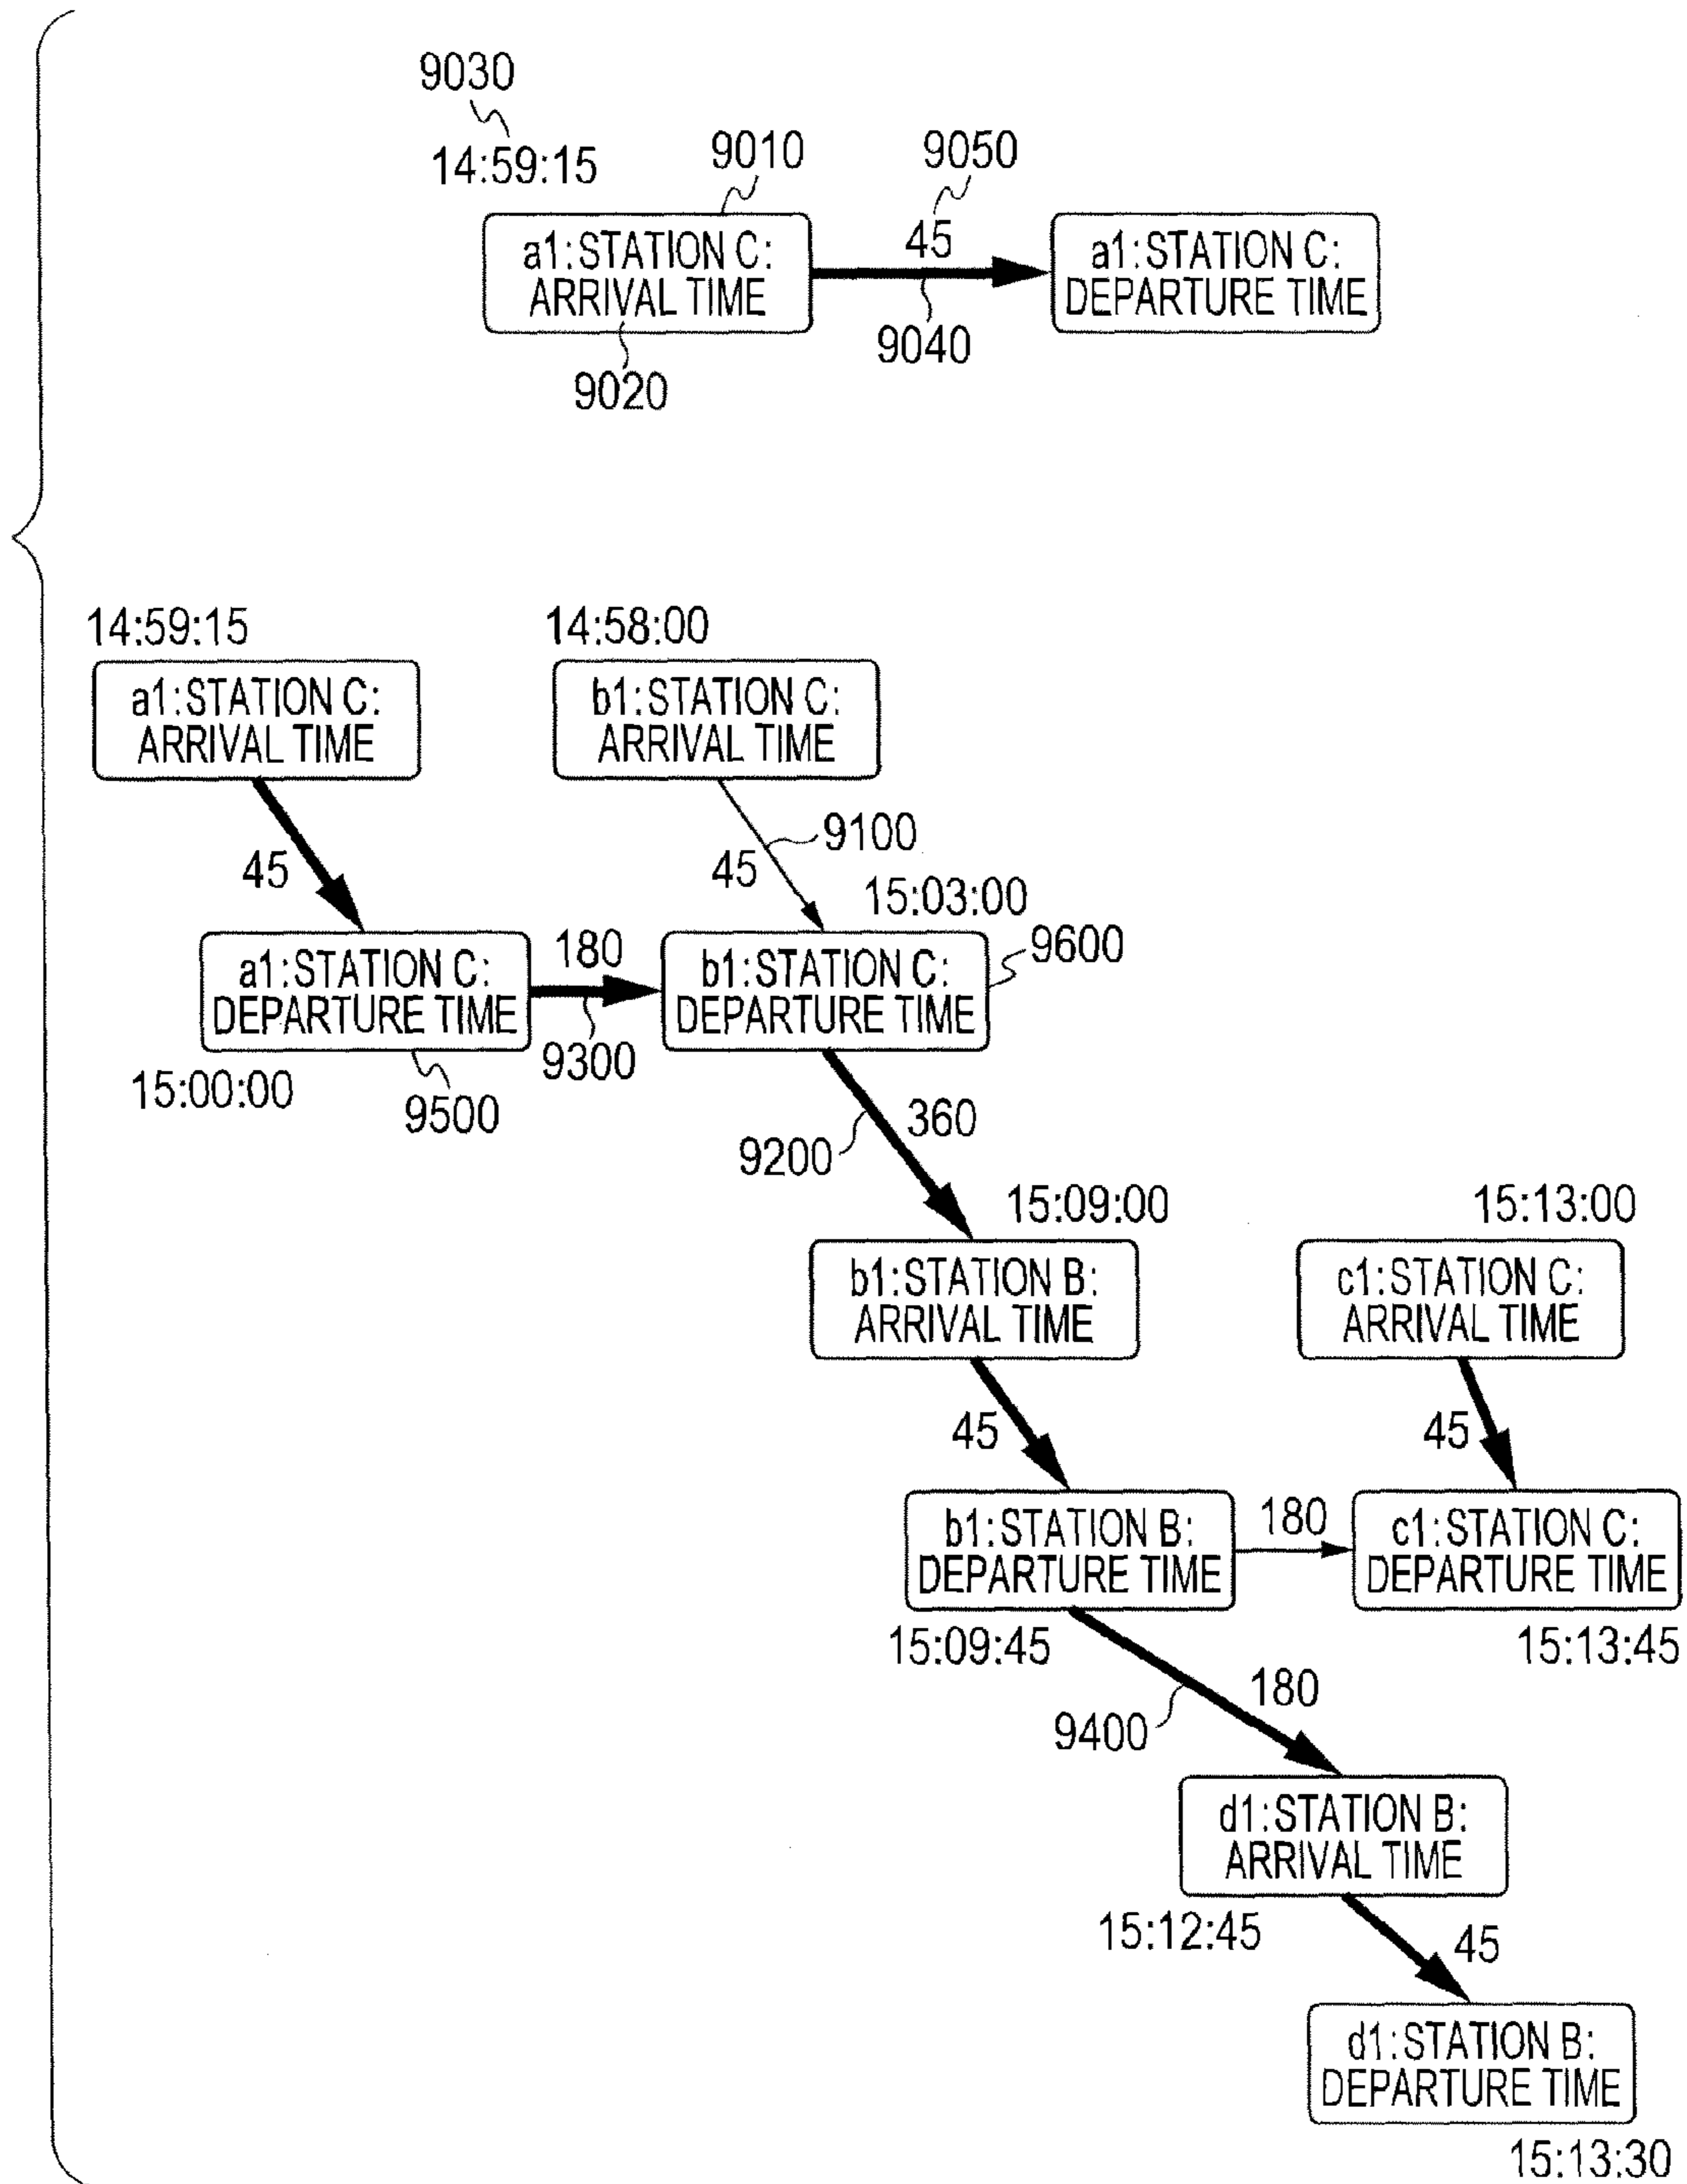 9030
14:59:15
9010
9050
a1:STATION C:
ARRIVAL TIME
45
a1:STATION C:
DEPARTURE TIME
9040
9020
14:59:15
14:58:00
a1:STATION C:
ARRIVAL TIME
b1:STATION C:
ARRIVAL TIME
9100
45
45
15:03:00
a1:STATION C:
DEPARTURE TIME
180
b1:STATION C:
DEPARTURE TIME
9600
9300
15:00:00
9500
360
9200
15:09:00
15:13:00
b1:STATION B:
ARRIVAL TIME
c1:STATION C:
ARRIVAL TIME
45
45
b1:STATION B:
DEPARTURE TIME
180
c1:STATION C:
DEPARTURE TIME
15:09:45
15:13:45
180
9400
d1:STATION B:
ARRIVAL TIME
15:12:45
45
d1:STATION B:
DEPARTURE TIME
15:13:30